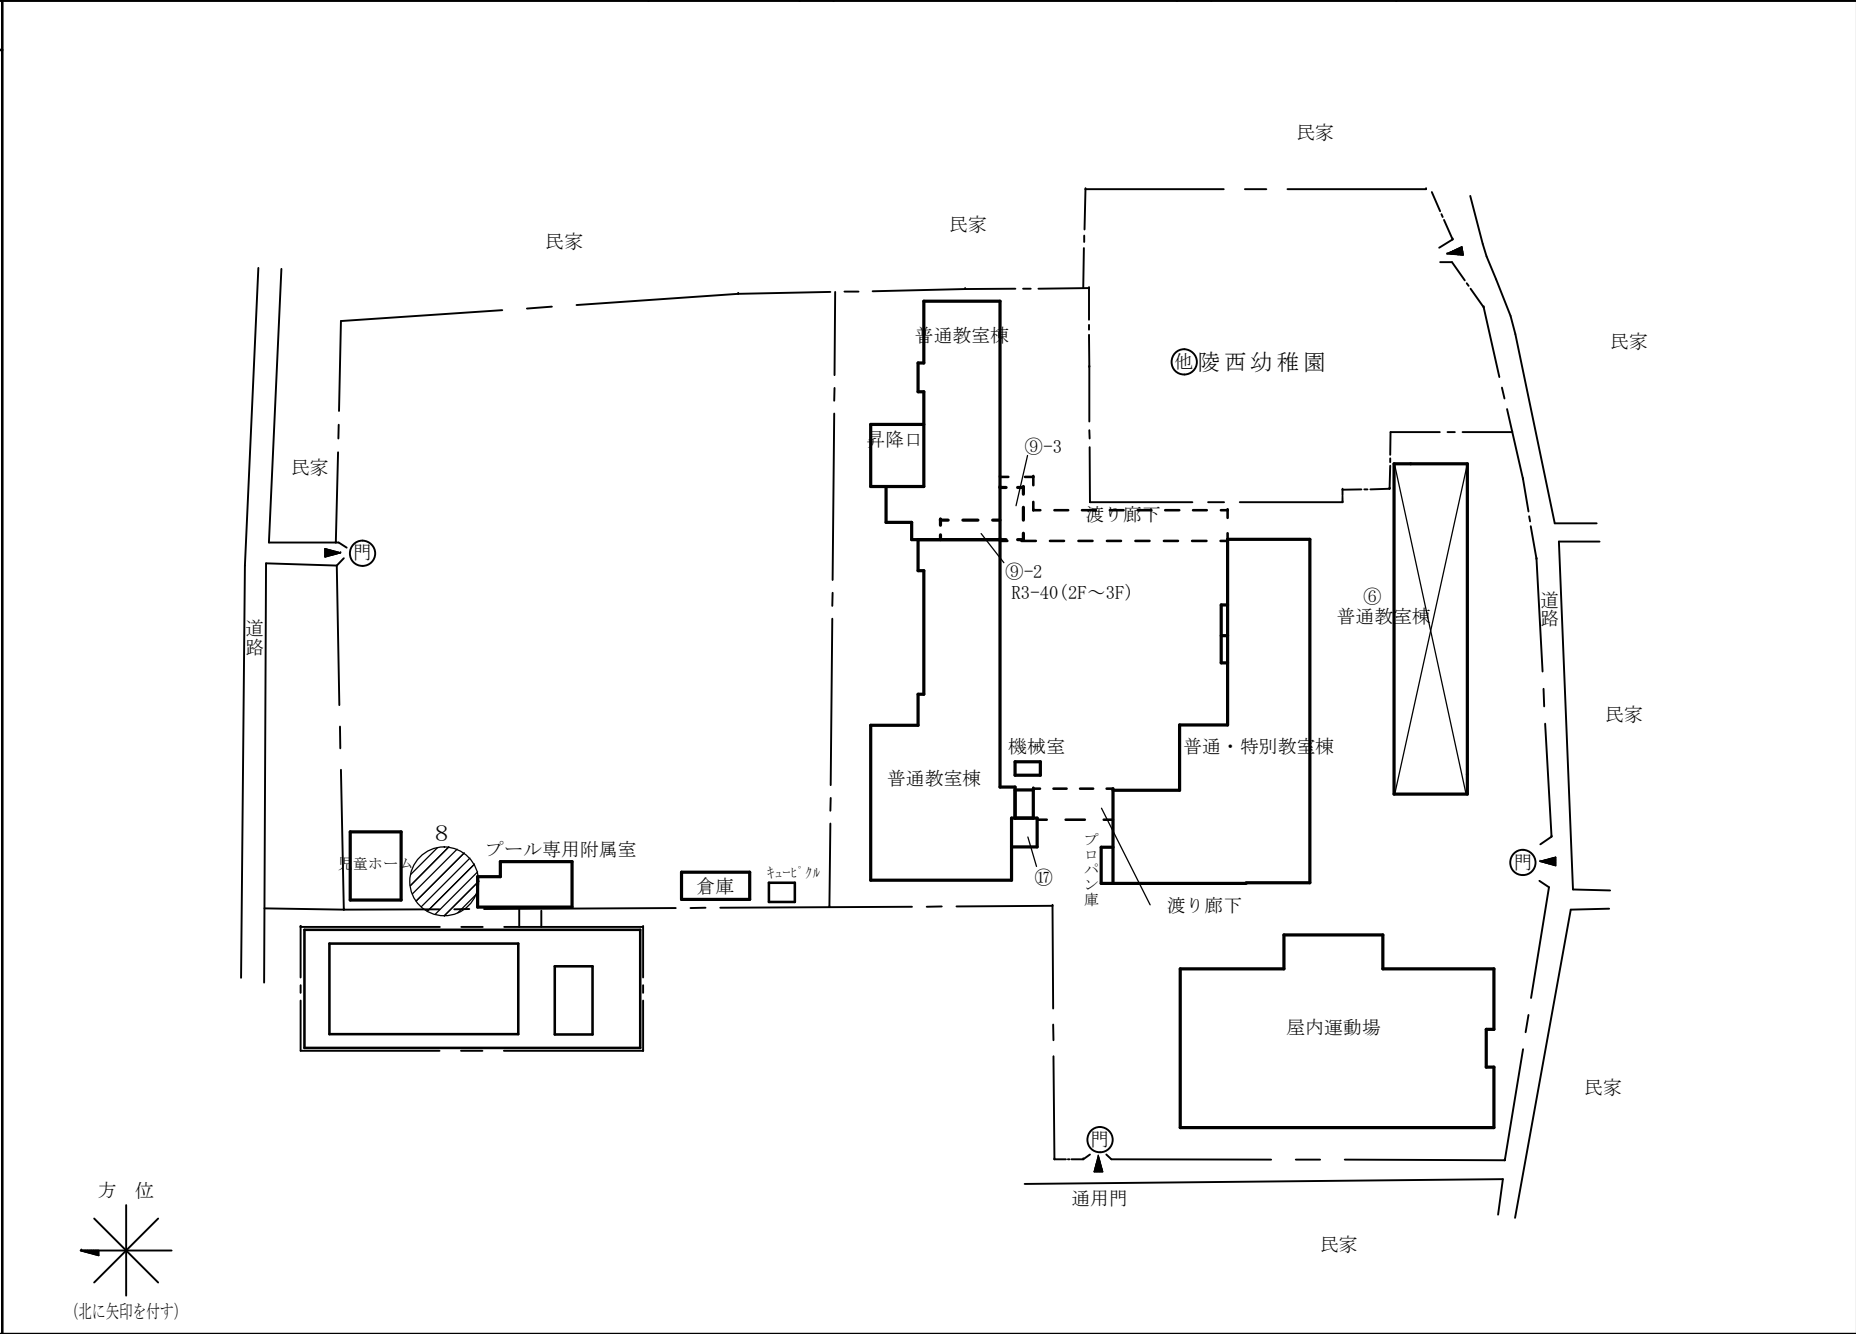 民家
民家
民家
普通教室棟
民家
㊀他陵西幼稚園
昇降口
⑨-3
民家
渡り廊下
門
⑨-2
R3-40(2F～3F)
⑥
普通教室棟
道路
道路
民家
機械室
普通・特別教室棟
普通教室棟
8
プール専用附属室
児童ホーム
プロパン庫
キュービクル
倉庫
⑰
門
渡り廊下
屋内運動場
民家
門
通用門
方 位
民家
(北に矢印を付す)